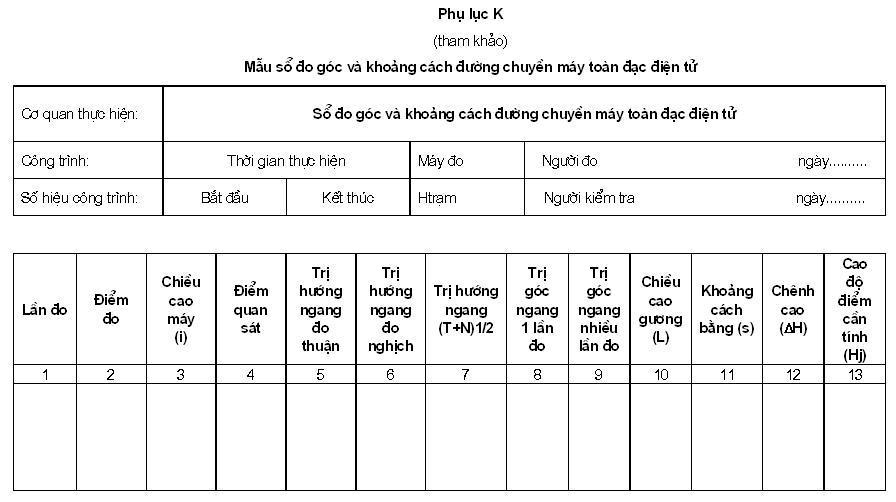 Phụ lục K
(tham khảo)
Mẫu sổ đo góc và khoảng cách đường chuyền máy toàn đạc điện tử
Cơ quan thực hiện:
Sổ đo góc và khoảng cách đường chuyền máy toàn đạc điện tử
Công trình:
Thời gian thực hiện
Máy đo
Người đo
ngày..........
Số hiệu công trình:
Bắt đầu
Kết thúc
Htrạm
Người kiểm tra
ngày..........
Lần đo
Điểm
đo
Chiều
cao
máy
(i)
Điểm
quan
sát
Trị
hướng
ngang
đo
thuận
Trị
hướng
ngang
đo
nghịch
Trị hướng
ngang
(T+N)1/2
Trị
góc
ngang
1 lần
đo
Trị
góc
ngang
nhiều
lần đo
Chiều
cao
gương
(L)
Khoảng
cách
bằng (s)
Chênh
cao
(ΔH)
Cao
độ
điểm
cần
tính
(Hj)
1 2 3 4 5 6 7 8 9 10 11 12 13